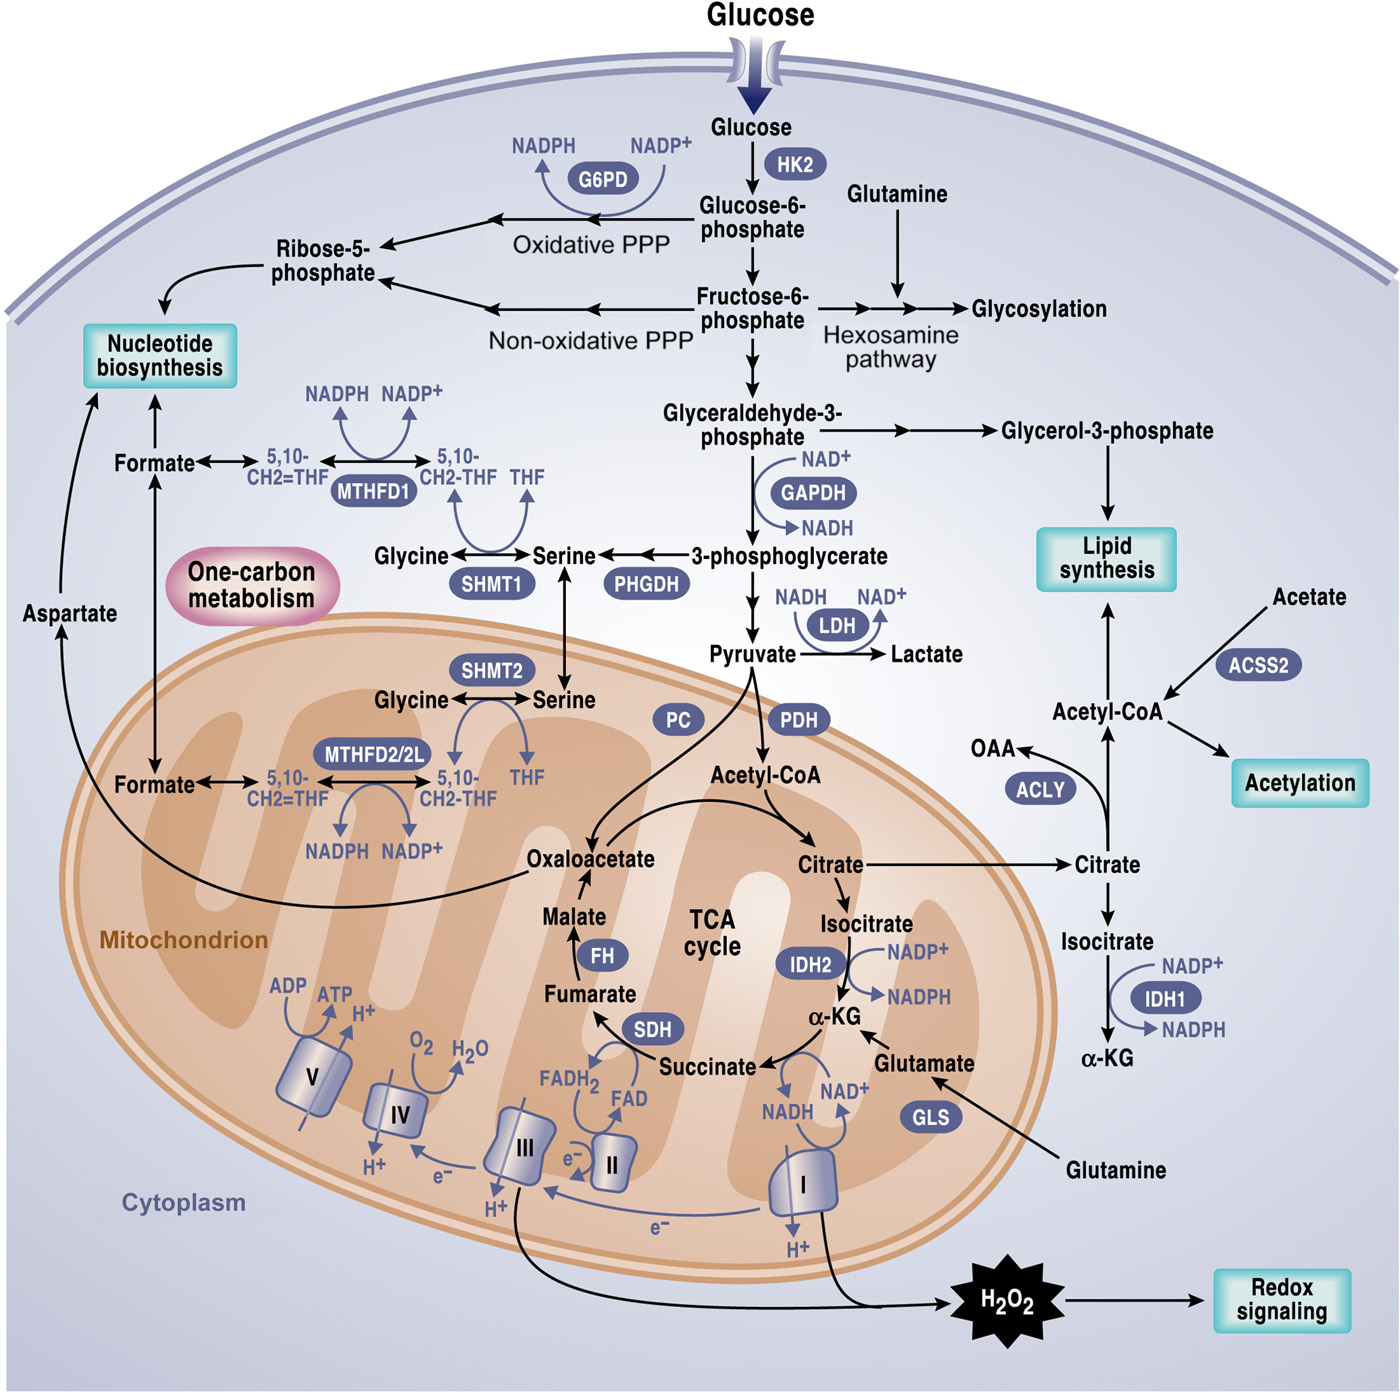 Glucose
Glucose
HK2
NADPH
NADP+
G6PD
Glucose-6-
phosphate
Glutamine
Oxidative PPP
Ribose-5-
phosphate
Fructose-6-
phosphate
Glycosylation
Non-oxidative PPP
Hexosamine
pathway
Nucleotide
biosynthesis
NADPH
NADP+
Glyceraldehyde-3-
phosphate
Glycerol-3-phosphate
Formate
5,10-
CH2=THF
MTHFD1
5,10-
CH2-THF
THF
NAD+
GAPDH
NADH
Glycine
Serine
3-phosphoglycerate
SHMT1
PHGDH
Lipid
synthesis
One-carbon
metabolism
Aspartate
NADH
NAD+
LDH
Acetate
Pyruvate
Lactate
ACSS2
SHMT2
Glycine
Serine
PC
PDH
Acetyl-CoA
OAA
MTHFD2/2L
Acetyl-CoA
ACLY
Acetylation
Formate
5,10-
CH2=THF
5,10-
CH2-THF
THF
NADPH
NADP+
Oxaloacetate
Citrate
Citrate
Malate
TCA
cycle
Isocitrate
Isocitrate
Mitochondrion
FH
IDH2
NADP+
NADPH
NADP+
IDH1
NADPH
Fumarate
α-KG
α-KG
ADP
ATP
H+
SDH
Succinate
Glutamate
O2
H2O
FADH2
FAD
NADH
NAD+
GLS
V
IV
III
II
I
e−
H+
e−
H+
e−
H+
Glutamine
Cytoplasm
H2O2
Redox
signaling